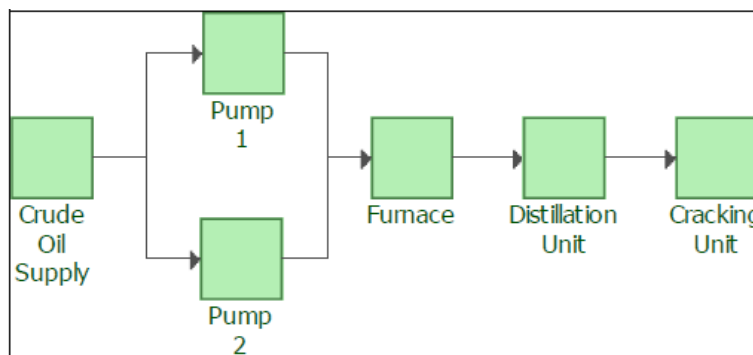 Pump
1
Crude
Oil
Supply
Furnace
Distillation
Unit
Cracking
Unit
Pump
2